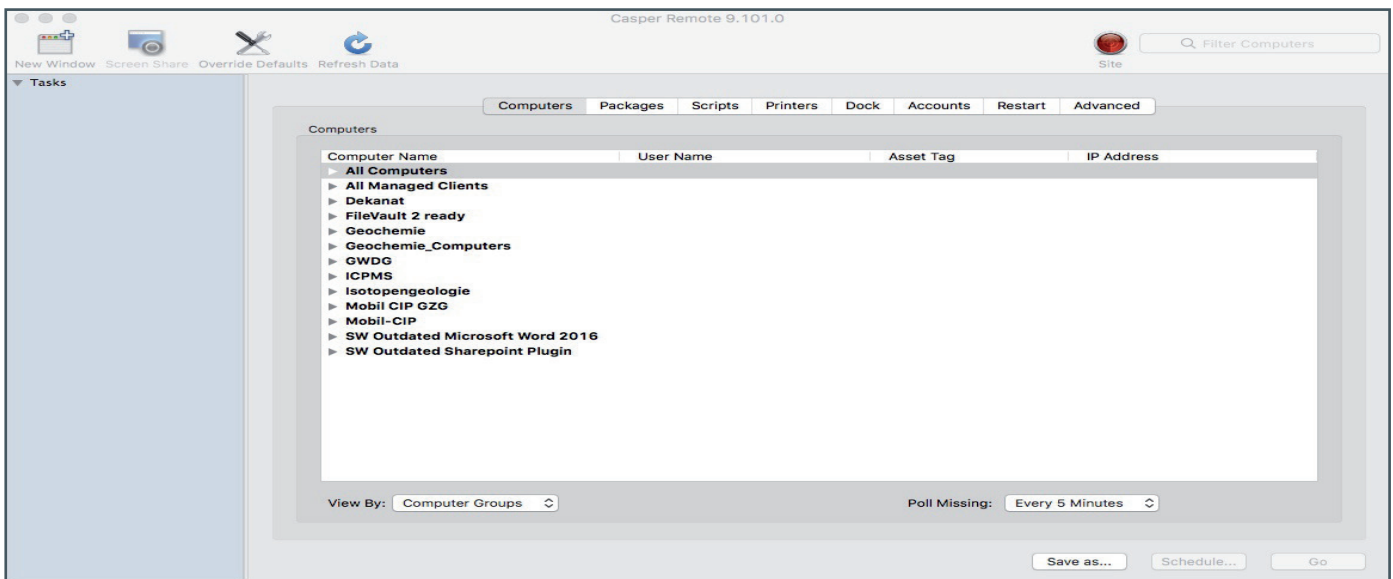 Casper Remote 9.101.0
New Window Screen Share Override Defaults Refresh Data
Site
Filter Computers
Tasks
Computers Packages Scripts Printers Dock Accounts Restart Advanced
Computers
Computer Name User Name Asset Tag IP Address
All Computers
All Managed Clients
Dekanat
FileVault 2 ready
Geochemie
Geochemie_Computers
GWDG
ICPMS
Isotopengeologie
Mobil CIP GZG
Mobil-CIP
SW Outdated Microsoft Word 2016
SW Outdated Sharepoint Plugin
View By: Computer Groups Poll Missing: Every 5 Minutes
Save as... Schedule... Go